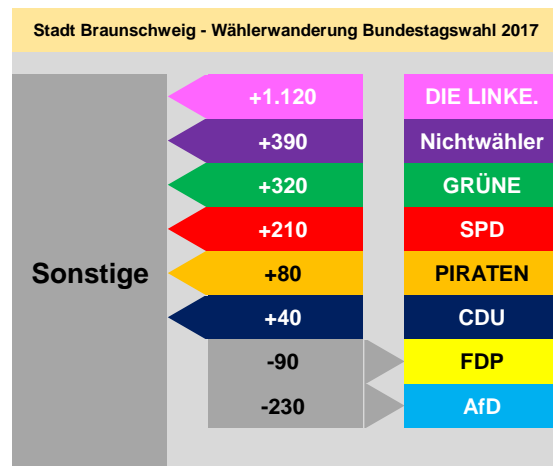 Stadt Braunschweig - Wählerwanderung Bundestagswahl 2017
Sonstige
+1.120 DIE LINKE.
+390 Nichtwähler
+320 GRÜNE
+210 SPD
+80 PIRATEN
+40 CDU
-90 FDP
-230 AfD